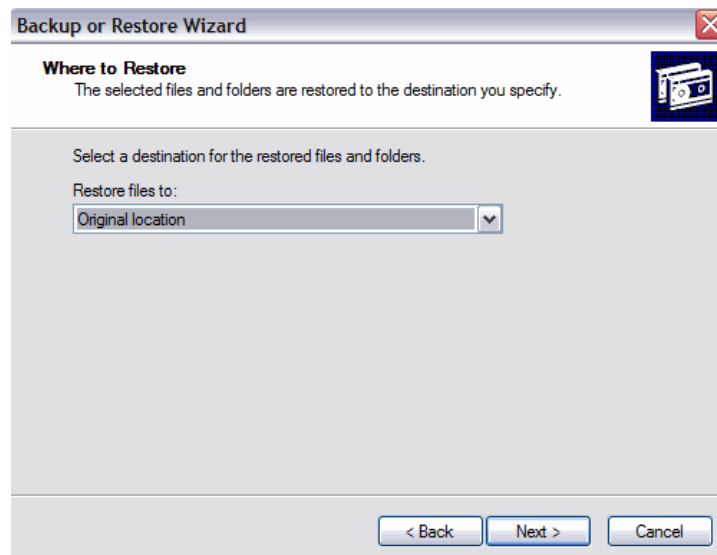 Backup or Restore Wizard
Where to Restore
The selected files and folders are restored to the destination you specify.
Select a destination for the restored files and folders.
Restore files to:
Original location
< Back
Next >
Cancel